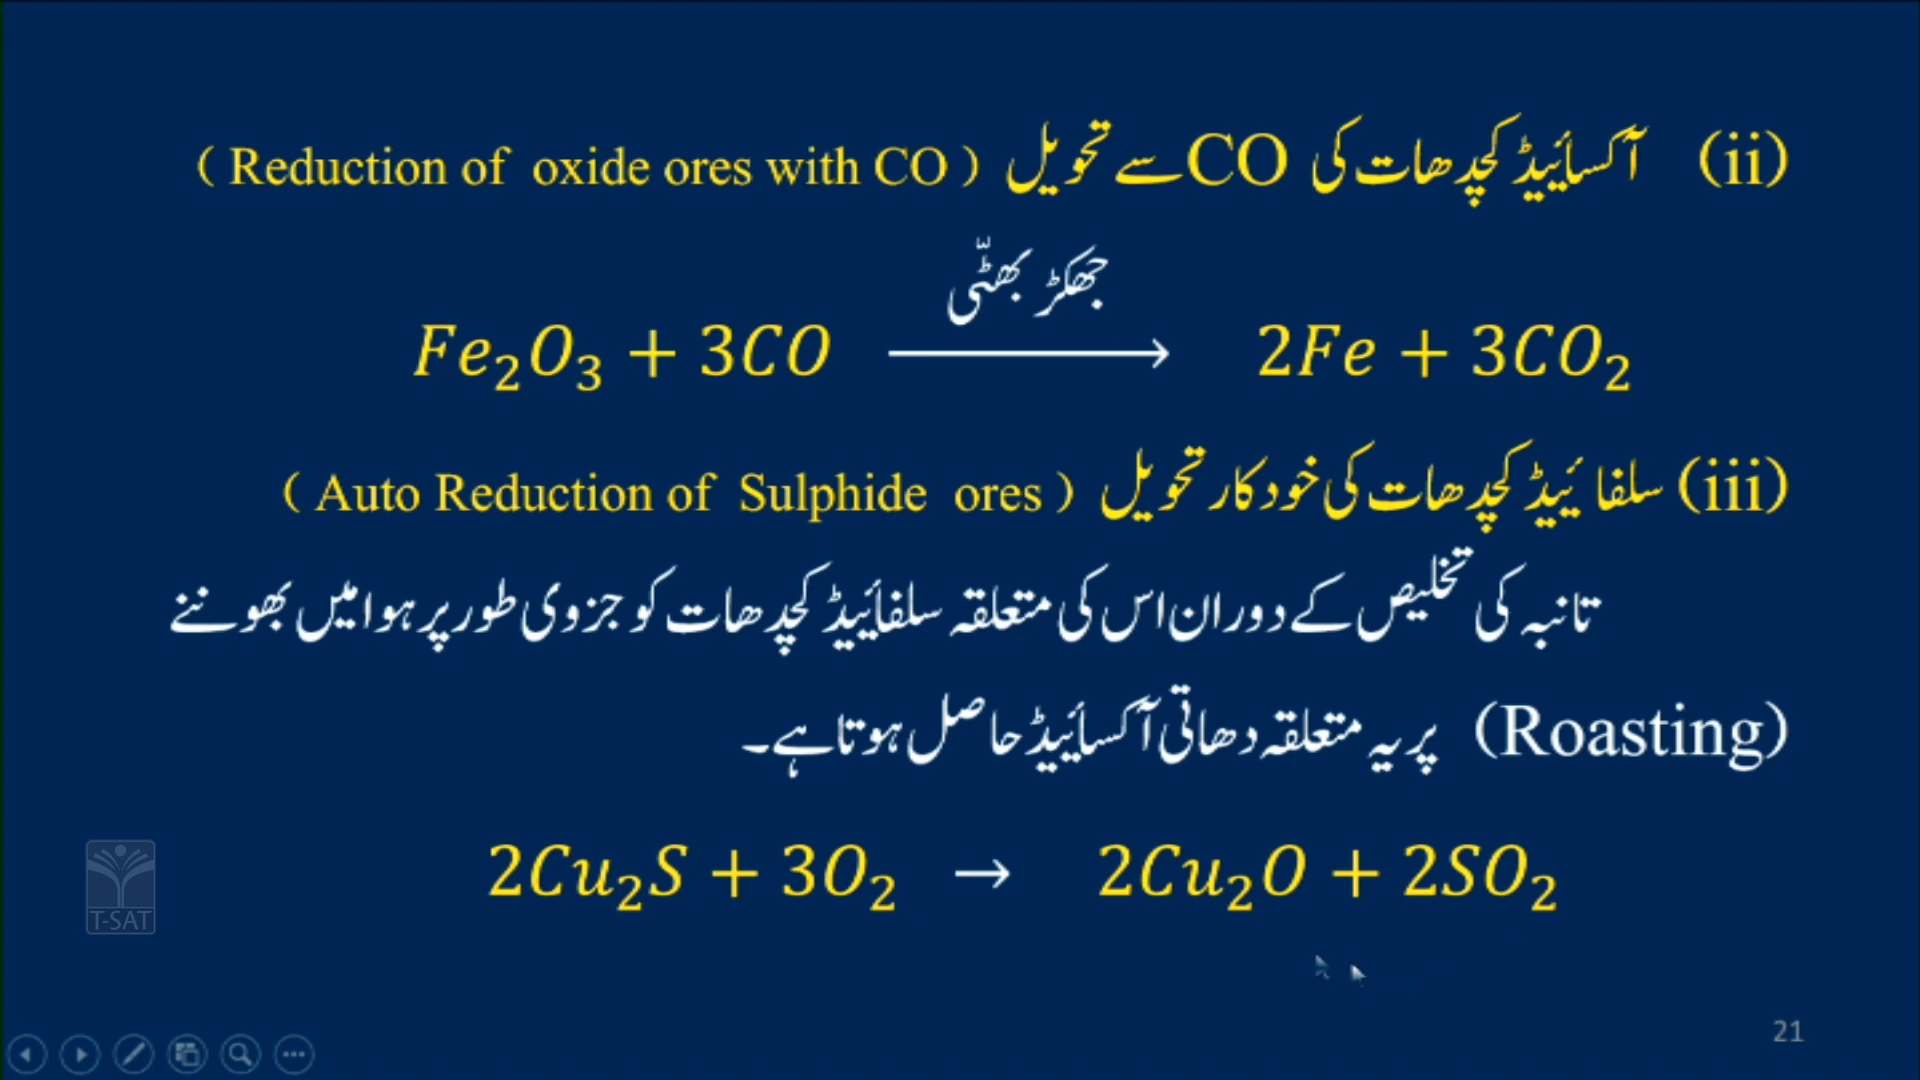 (ii) آکسائیڈ کچدھات کی CO سے تحویل ( Reduction of oxide ores with CO )
جھکڑ بھٹّی
Fe₂O₃ + 3CO ⟶ 2Fe + 3CO₂
(iii) سلفائیڈ کچدھات کی خودکار تحویل ( Auto Reduction of Sulphide ores )
تانبہ کی تخلیص کے دوران اس کی متعلقہ سلفائیڈ کچدھات کو جزوی طور پر ہوا میں بھوننے
(Roasting) پر یہ متعلقہ دھاتی آکسائیڈ حاصل ہوتا ہے۔
2Cu₂S + 3O₂ → 2Cu₂O + 2SO₂
T-SAT
21